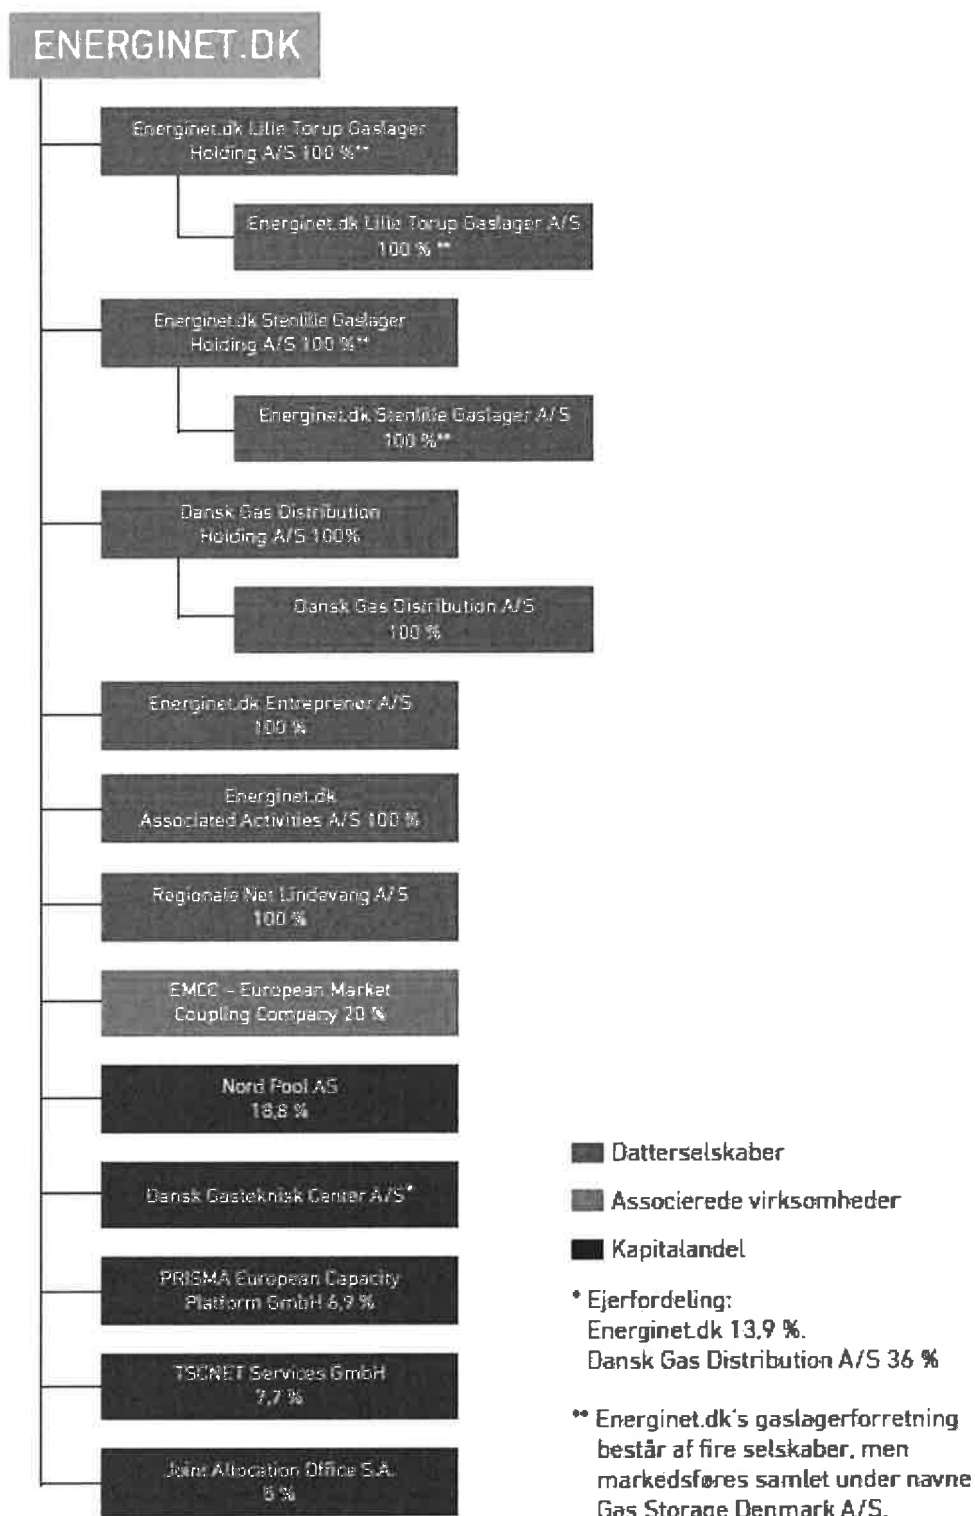 ENERGINET.DK
Energinet.dk Lille Torup Gaslager
Holding A/S 100 %**
Energinet.dk Lille Torup Gaslager A/S
100 % **
Energinet.dk Stenlille Gaslager
Holding A/S 100 %**
Energinet.dk Stenlille Gaslager A/S
100 %**
Dansk Gas Distribution
Holding A/S 100%
Dansk Gas Distribution A/S
100 %
Energinet.dk Entreprenør A/S
100 %
Energinet.dk
Associated Activities A/S 100 %
Regionale Net Lindevang A/S
100 %
EMCC – European Market
Coupling Company 20 %
Nord Pool AS
18,8 %
Dansk Gasteknisk Center A/S*
PRISMA European Capacity
Platform GmbH 6,9 %
TSCNET Services GmbH
7,7 %
Joint Allocation Office S.A.
5 %
Datterselskaber
Associerede virksomheder
Kapitalandel
* Ejerfordeling:
Energinet.dk 13,9 %.
Dansk Gas Distribution A/S 36 %
** Energinet.dk's gaslagerforretning
består af fire selskaber, men
markedsføres samlet under navne
Gas Storage Denmark A/S.